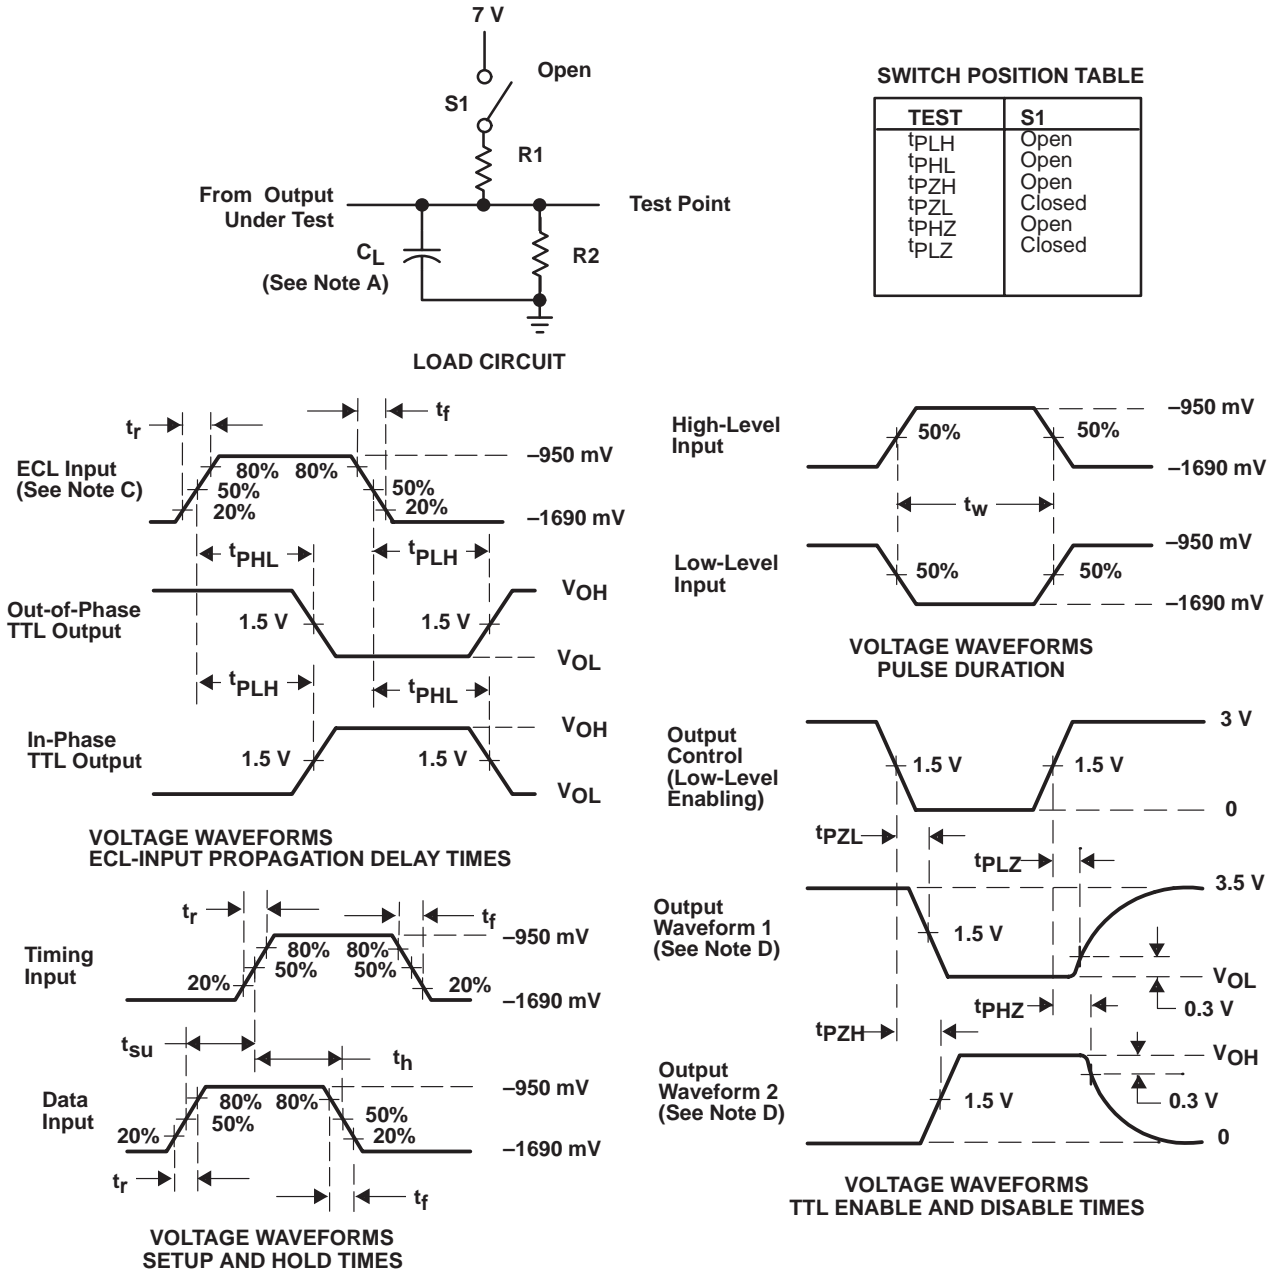 7 V
Open
S1
R1
From Output
Under Test
Test Point
CL
(See Note A)
R2
LOAD CIRCUIT
SWITCH POSITION TABLE
TEST S1
tPLH Open
tPHL Open
tPZH Open
tPZL Closed
tPHZ Open
tPLZ Closed
tr
tf
ECL Input
(See Note C)
80% 80%
50% 50%
20% 20%
–950 mV
–1690 mV
tPHL tPLH
Out-of-Phase
TTL Output
1.5 V 1.5 V
VOH
VOL
tPLH tPHL
In-Phase
TTL Output
1.5 V 1.5 V
VOH
VOL
VOLTAGE WAVEFORMS
ECL-INPUT PROPAGATION DELAY TIMES
High-Level
Input
50% 50%
–950 mV
–1690 mV
tw
Low-Level
Input
50% 50%
–950 mV
–1690 mV
VOLTAGE WAVEFORMS
PULSE DURATION
tr
tf
Timing
Input
80% 80%
50% 50%
20% 20%
–950 mV
–1690 mV
tsu
th
Data
Input
80% 80%
50% 50%
20% 20%
–950 mV
–1690 mV
tr
tf
VOLTAGE WAVEFORMS
SETUP AND HOLD TIMES
Output
Control
(Low-Level
Enabling)
1.5 V 1.5 V
3 V
0
tPZL
tPLZ
Output
Waveform 1
(See Note D)
1.5 V
3.5 V
VOL
0.3 V
tPHZ
tPZH
Output
Waveform 2
(See Note D)
1.5 V
VOH
0.3 V
0
VOLTAGE WAVEFORMS
TTL ENABLE AND DISABLE TIMES